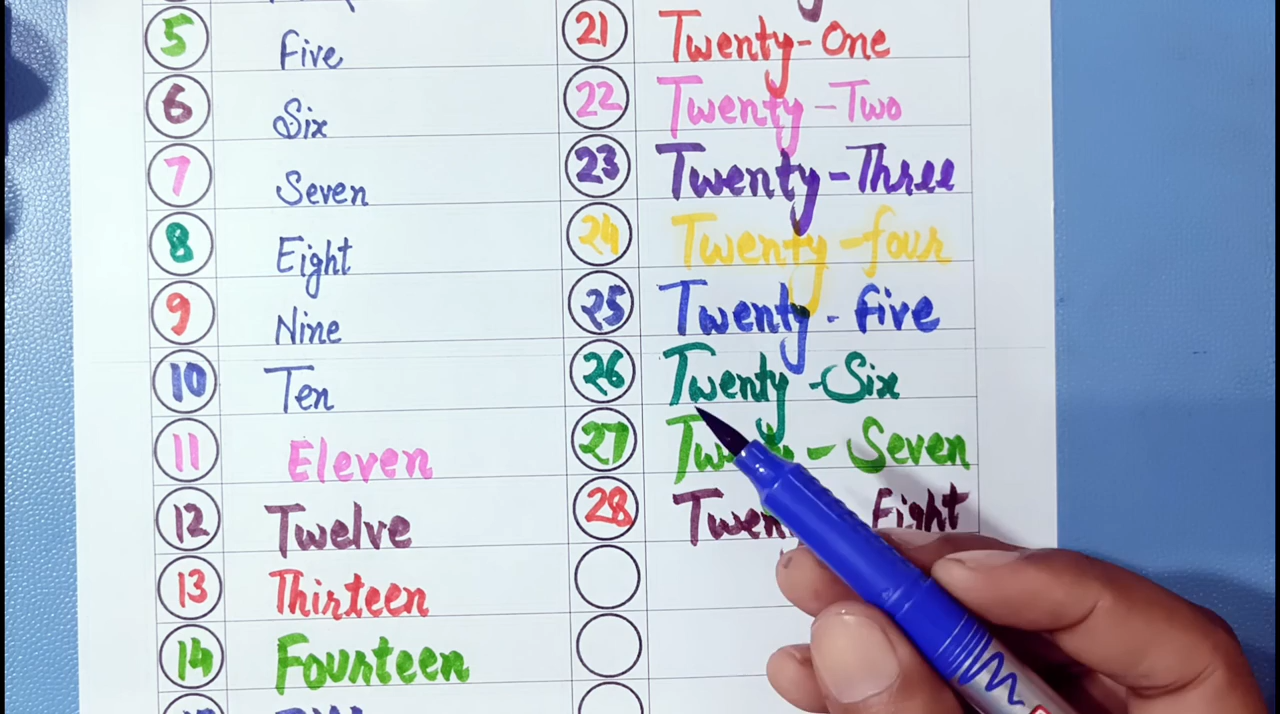 5 Five
6 Six
7 Seven
8 Eight
9 Nine
10 Ten
11 Eleven
12 Twelve
13 Thirteen
14 Fourteen
21 Twenty-One
22 Twenty-Two
23 Twenty-Three
24 Twenty-four
25 Twenty-five
26 Twenty-Six
27 - Seven
28 Eight